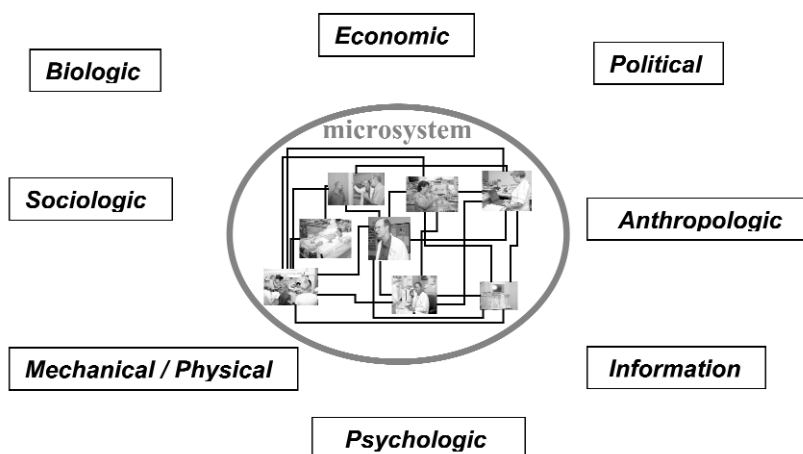 Economic
Biologic
Political
microsystem
Sociologic
Anthropologic
Mechanical / Physical
Information
Psychologic